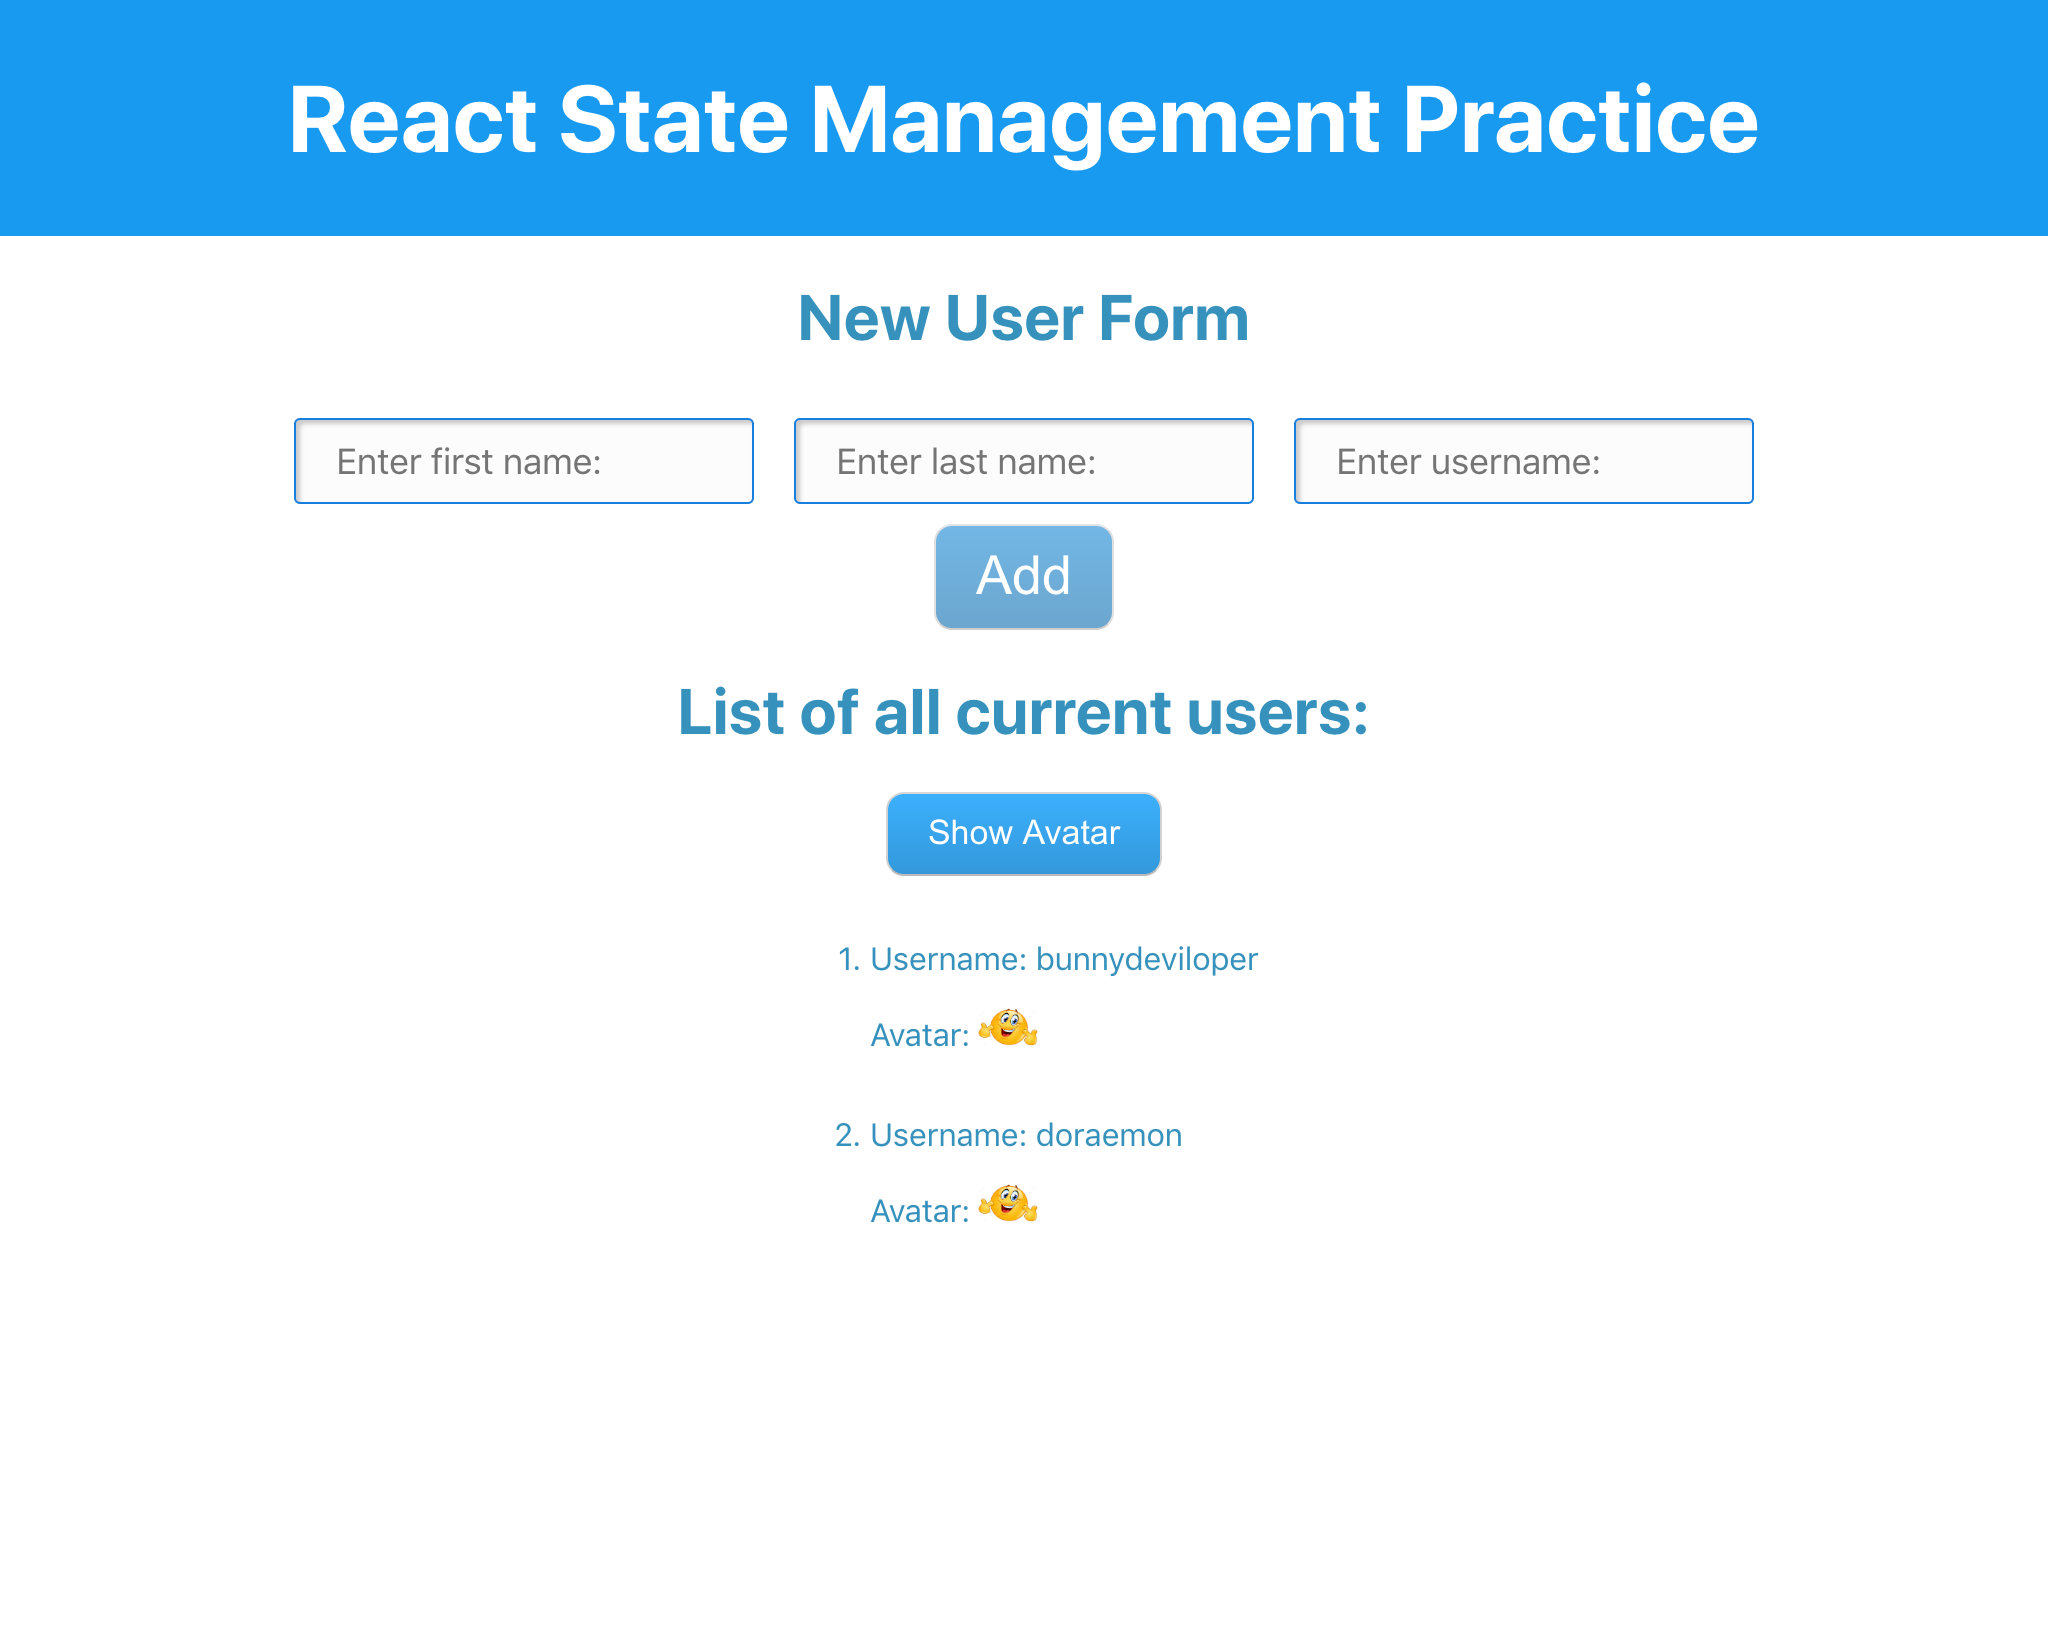 React State Management Practice
New User Form
Enter first name: Enter last name: Enter username:
Add
List of all current users:
Show Avatar
1. Username: bunnydeviloper
Avatar:
2. Username: doraemon
Avatar: